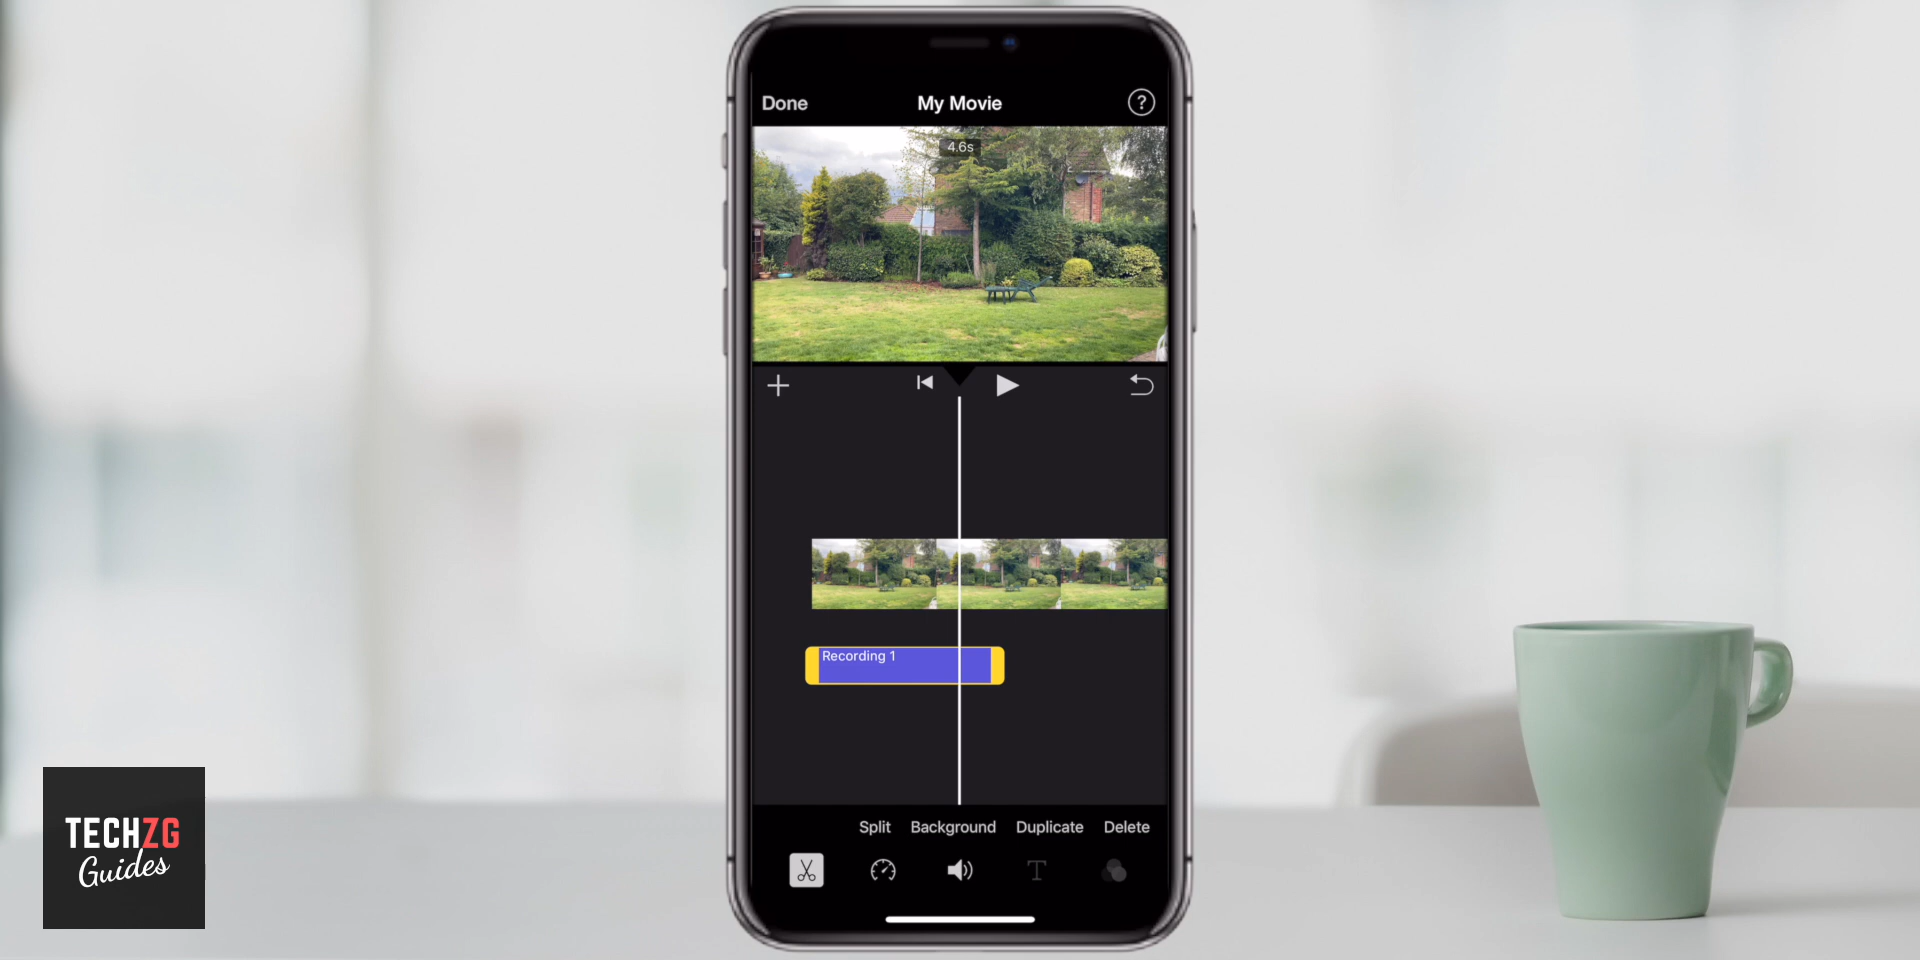 Done
My Movie
?
4.6s
Recording 1
Split
Background
Duplicate
Delete
T
TECHZG
Guides